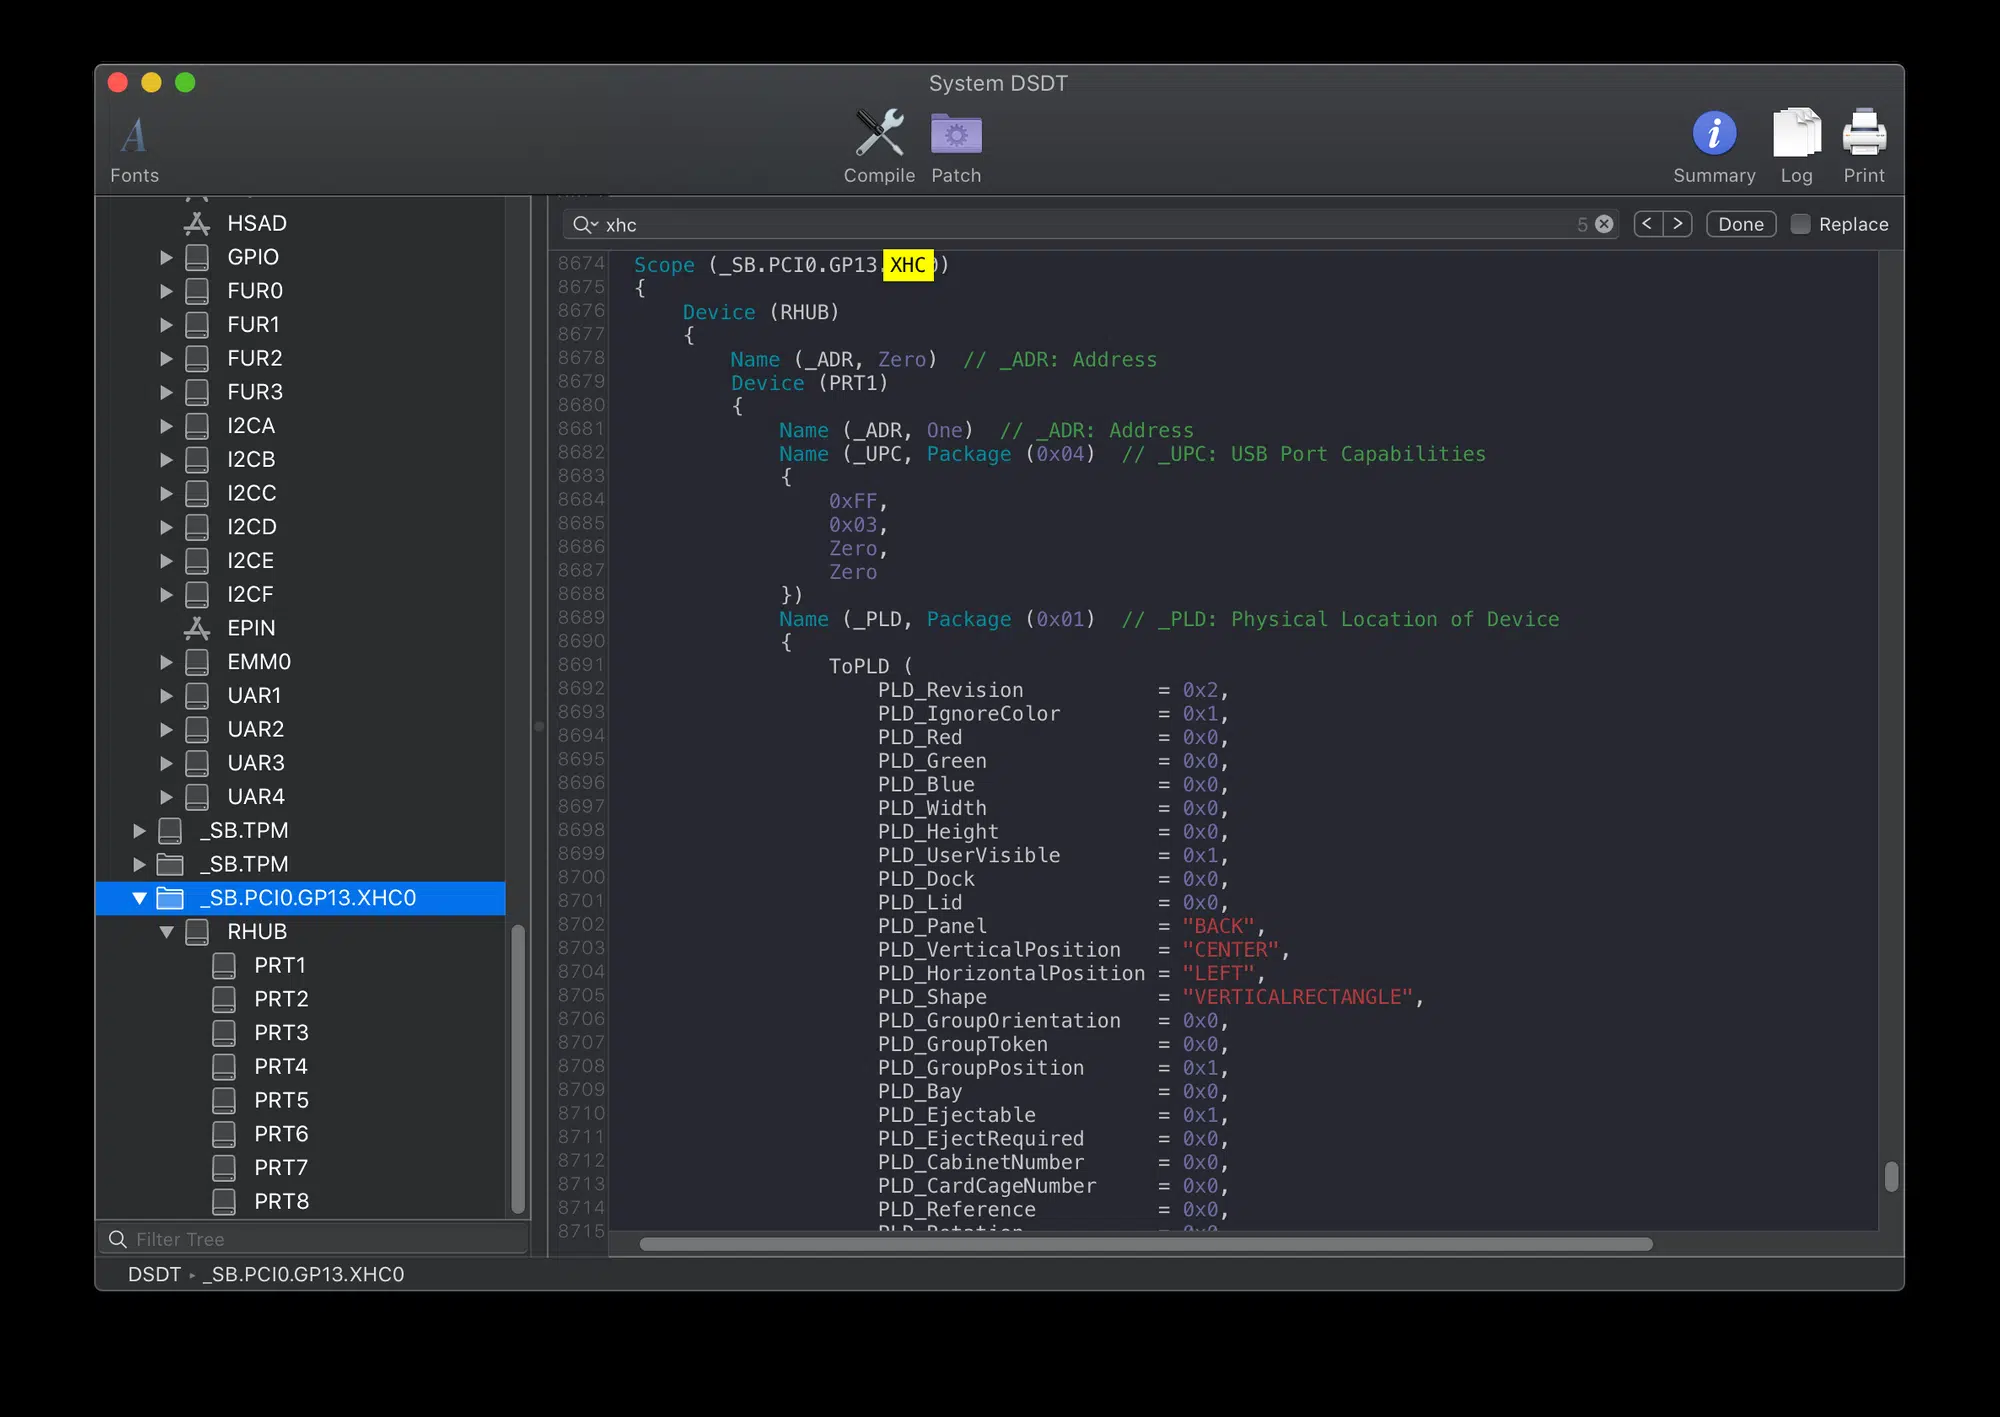 System DSDT
Fonts
Compile
Patch
Summary
Log
Print
HSAD
GPIO
FUR0
FUR1
FUR2
FUR3
I2CA
I2CB
I2CC
I2CD
I2CE
I2CF
EPIN
EMM0
UAR1
UAR2
UAR3
UAR4
_SB.TPM
_SB.TPM
_SB.PCI0.GP13.XHC0
RHUB
PRT1
PRT2
PRT3
PRT4
PRT5
PRT6
PRT7
PRT8
Filter Tree
DSDT ▸ _SB.PCI0.GP13.XHC0
xhc 5 < > Done Replace
8674 Scope (_SB.PCI0.GP13.XHC0)
8675 {
8676 Device (RHUB)
8677 {
8678 Name (_ADR, Zero) // _ADR: Address
8679 Device (PRT1)
8680 {
8681 Name (_ADR, One) // _ADR: Address
8682 Name (_UPC, Package (0x04) // _UPC: USB Port Capabilities
8683 {
8684 0xFF,
8685 0x03,
8686 Zero,
8687 Zero
8688 })
8689 Name (_PLD, Package (0x01) // _PLD: Physical Location of Device
8690 {
8691 ToPLD (
8692 PLD_Revision = 0x2,
8693 PLD_IgnoreColor = 0x1,
8694 PLD_Red = 0x0,
8695 PLD_Green = 0x0,
8696 PLD_Blue = 0x0,
8697 PLD_Width = 0x0,
8698 PLD_Height = 0x0,
8699 PLD_UserVisible = 0x1,
8700 PLD_Dock = 0x0,
8701 PLD_Lid = 0x0,
8702 PLD_Panel = "BACK",
8703 PLD_VerticalPosition = "CENTER",
8704 PLD_HorizontalPosition = "LEFT",
8705 PLD_Shape = "VERTICALRECTANGLE",
8706 PLD_GroupOrientation = 0x0,
8707 PLD_GroupToken = 0x0,
8708 PLD_GroupPosition = 0x1,
8709 PLD_Bay = 0x0,
8710 PLD_Ejectable = 0x1,
8711 PLD_EjectRequired = 0x0,
8712 PLD_CabinetNumber = 0x0,
8713 PLD_CardCageNumber = 0x0,
8714 PLD_Reference = 0x0,
8715 PLD_Rotation = 0x0